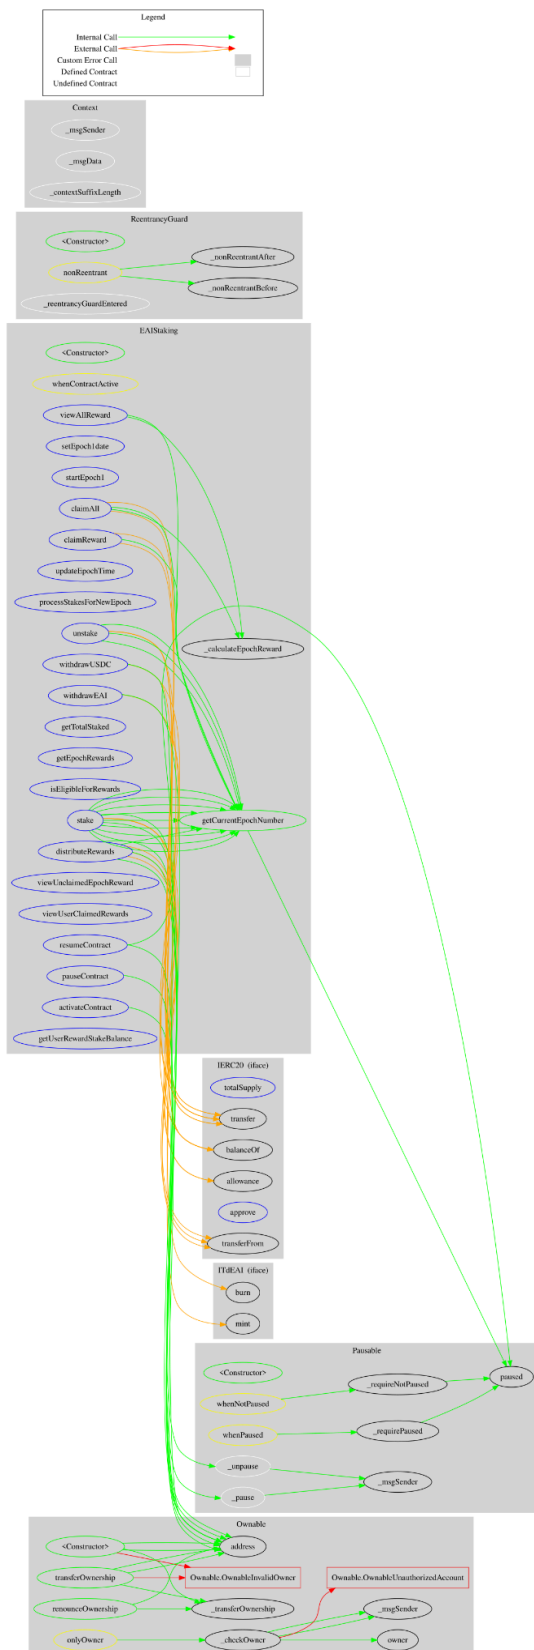 Legend
Internal Call
External Call
Custom Error Call
Defined Contract
Undefined Contract
Context
_msgSender
_msgData
_contextSuffixLength
ReentrancyGuard
<Constructor>
nonReentrant
_nonReentrantAfter
_nonReentrantBefore
_reentrancyGuardEntered
EAIStaking
<Constructor>
whenContractActive
viewAllReward
setEpoch1date
startEpoch1
claimAll
claimReward
updateEpochTime
processStakesForNewEpoch
unstake
_calculateEpochReward
withdrawUSDC
withdrawEAI
getTotalStaked
getEpochRewards
isEligibleForRewards
stake
getCurrentEpochNumber
distributeRewards
viewUnclaimedEpochReward
viewUserClaimedRewards
resumeContract
pauseContract
activateContract
getUserRewardStakeBalance
IERC20 (iface)
totalSupply
transfer
balanceOf
allowance
approve
transferFrom
ITdEAI (iface)
burn
mint
Pausable
<Constructor>
paused
whenNotPaused
_requireNotPaused
whenPaused
_requirePaused
_unpause
_msgSender
_pause
Ownable
<Constructor>
address
transferOwnership
Ownable.OwnableInvalidOwner
Ownable.OwnableUnauthorizedAccount
renounceOwnership
_transferOwnership
_msgSender
onlyOwner
_checkOwner
owner